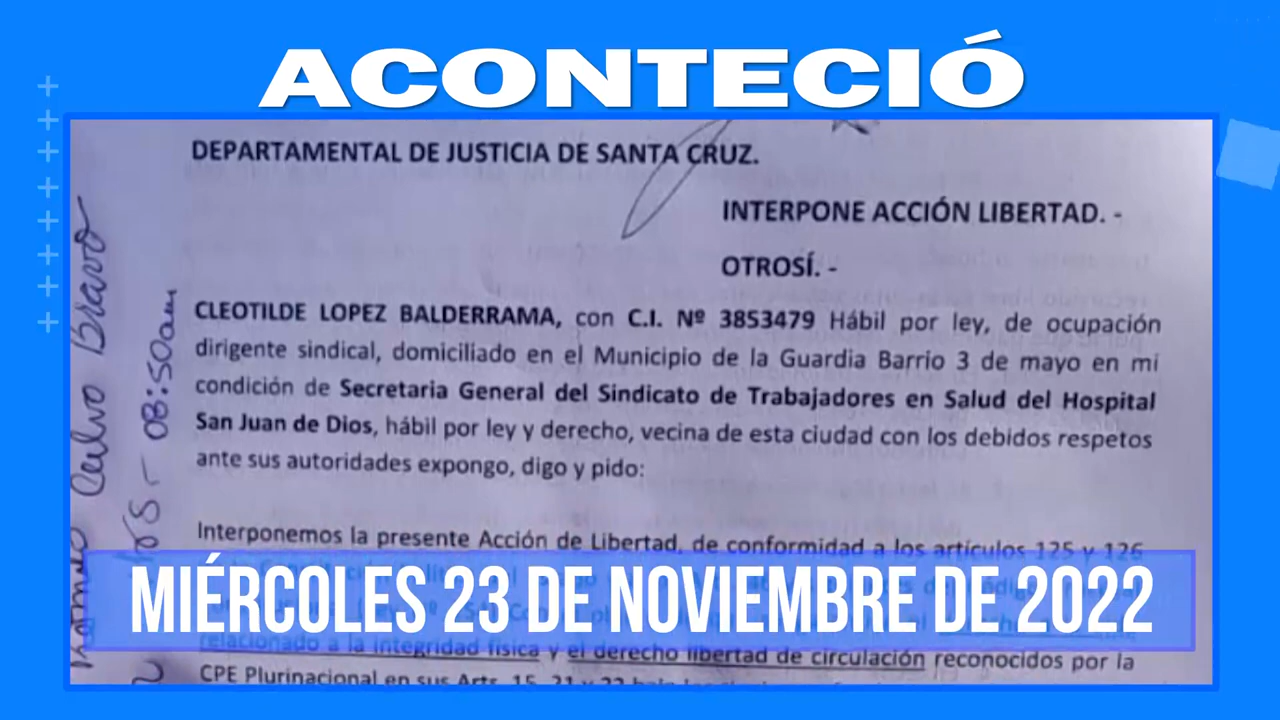 ACONTECIÓ
DEPARTAMENTAL DE JUSTICIA DE SANTA CRUZ.
INTERPONE ACCIÓN LIBERTAD. -
OTROSÍ. -
CLEOTILDE LOPEZ BALDERRAMA, con C.I. Nº 3853479 Hábil por ley, de ocupación
dirigente sindical, domiciliado en el Municipio de la Guardia Barrio 3 de mayo en mi
condición de Secretaria General del Sindicato de Trabajadores en Salud del Hospital
San Juan de Dios, hábil por ley y derecho, vecina de esta ciudad con los debidos respetos
ante sus autoridades expongo, digo y pido:
Interponemos la presente Acción de Libertad, de conformidad a los artículos 125 y 126
MIÉRCOLES 23 DE NOVIEMBRE DE 2022
relacionado a la integridad física y el derecho libertad de circulación reconocidos por la
CPE Plurinacional en sus Arts. 15, 21 y 22
Calvo Bravo
08:50am